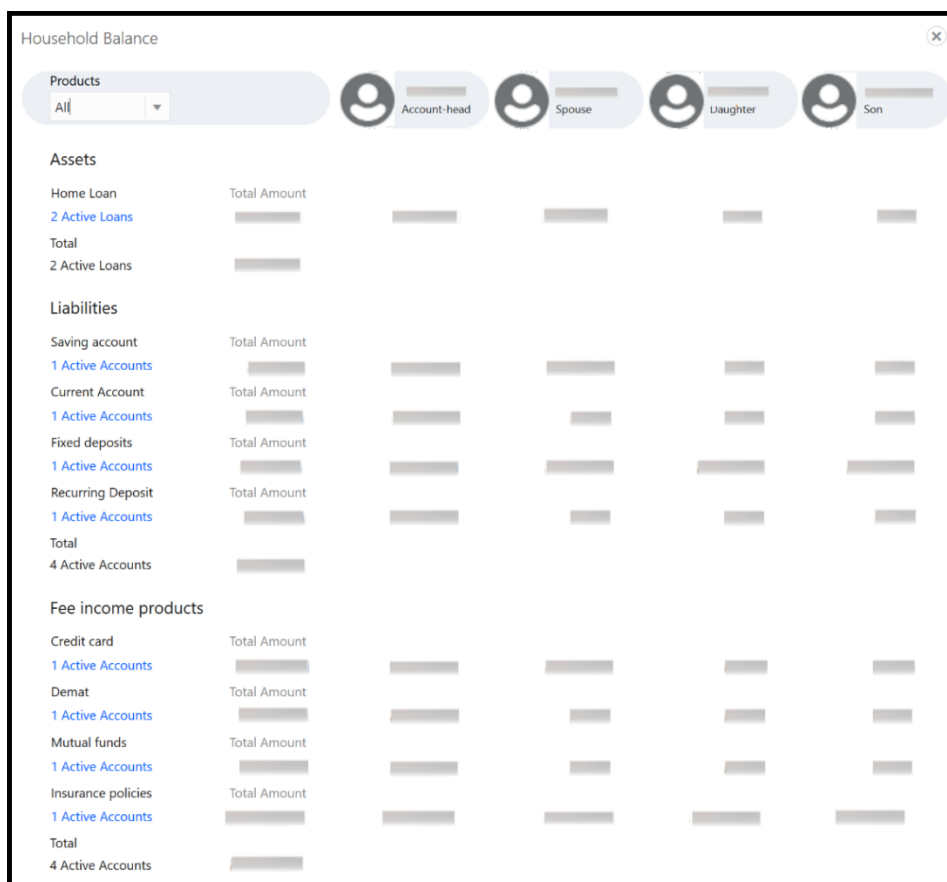 Household Balance
Products
All
Account-head
Spouse
Daughter
Son
Assets
Home Loan Total Amount
2 Active Loans
Total
2 Active Loans
Liabilities
Saving account Total Amount
1 Active Accounts
Current Account Total Amount
1 Active Accounts
Fixed deposits Total Amount
1 Active Accounts
Recurring Deposit Total Amount
1 Active Accounts
Total
4 Active Accounts
Fee income products
Credit card Total Amount
1 Active Accounts
Demat Total Amount
1 Active Accounts
Mutual funds Total Amount
1 Active Accounts
Insurance policies Total Amount
1 Active Accounts
Total
4 Active Accounts